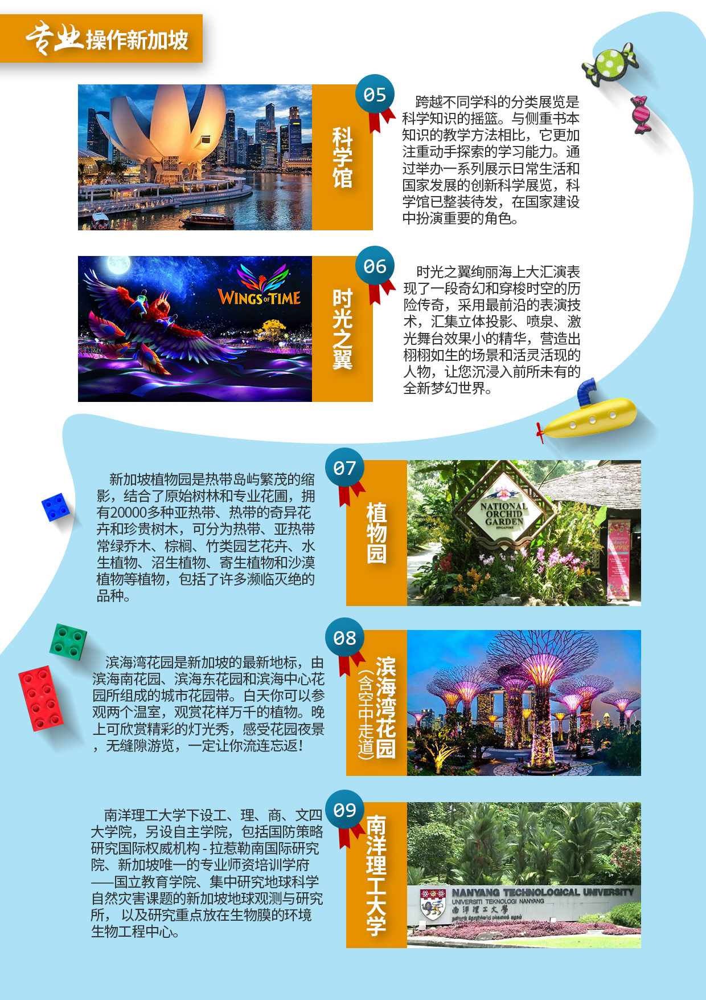 专业操作新加坡
05
科学馆
跨越不同学科的分类展览是
科学知识的摇篮。与侧重书本
知识的教学方法相比，它更加
注重动手探索的学习能力。通
过举办一系列展示日常生活和
国家发展的创新科学展览，科
学馆已整装待发，在国家建设
中扮演重要的角色。
06
时光之翼
WINGS OF TIME
时光之翼绚丽海上大汇演表
现了一段奇幻和穿梭时空的历
险传奇，采用最前沿的表演技
术，汇集立体投影、喷泉、激
光舞台效果小的精华，营造出
栩栩如生的场景和活灵活现的
人物，让您沉浸入前所未有的
全新梦幻世界。
07
植物园
新加坡植物园是热带岛屿繁茂的缩
影，结合了原始树林和专业花圃，拥
有20000多种亚热带、热带的奇异花
卉和珍贵树木，可分为热带、亚热带
常绿乔木、棕榈、竹类园艺花卉、水
生植物、沼生植物、寄生植物和沙漠
植物等植物，包括了许多濒临灭绝的
品种。
NATIONAL
ORCHID
GARDEN
SINGAPORE
08
滨海湾花园
（含空中走道）
滨海湾花园是新加坡的最新地标，由
滨海南花园、滨海东花园和滨海中心花
园所组成的城市花园带。白天你可以参
观两个温室，观赏花样万千的植物。晚
上可欣赏精彩的灯光秀，感受花园夜景
，无缝隙游览，一定让你流连忘返！
09
南洋理工大学
南洋理工大学下设工、理、商、文四
大学院，另设自主学院，包括国防策略
研究国际权威机构 - 拉惹勒南国际研究
院、新加坡唯一的专业师资培训学府
——国立教育学院、集中研究地球科学
自然灾害课题的新加坡地球观测与研究
所， 以及研究重点放在生物膜的环境
生物工程中心。
NANYANG TECHNOLOGICAL UNIVERSITY
UNIVERSITI TEKNOLOGI NANYANG
南洋理工大學